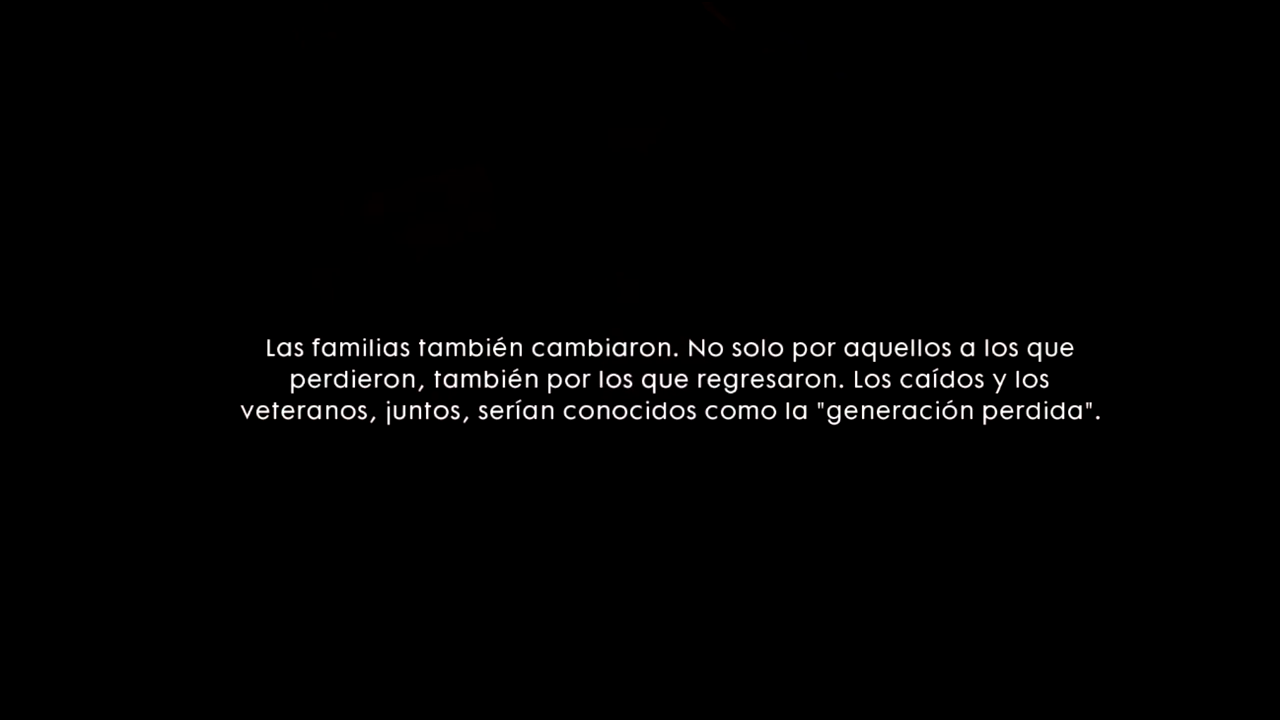 Las familias también cambiaron. No solo por aquellos a los que
perdieron, también por los que regresaron. Los caídos y los
veteranos, juntos, serían conocidos como la "generación perdida".